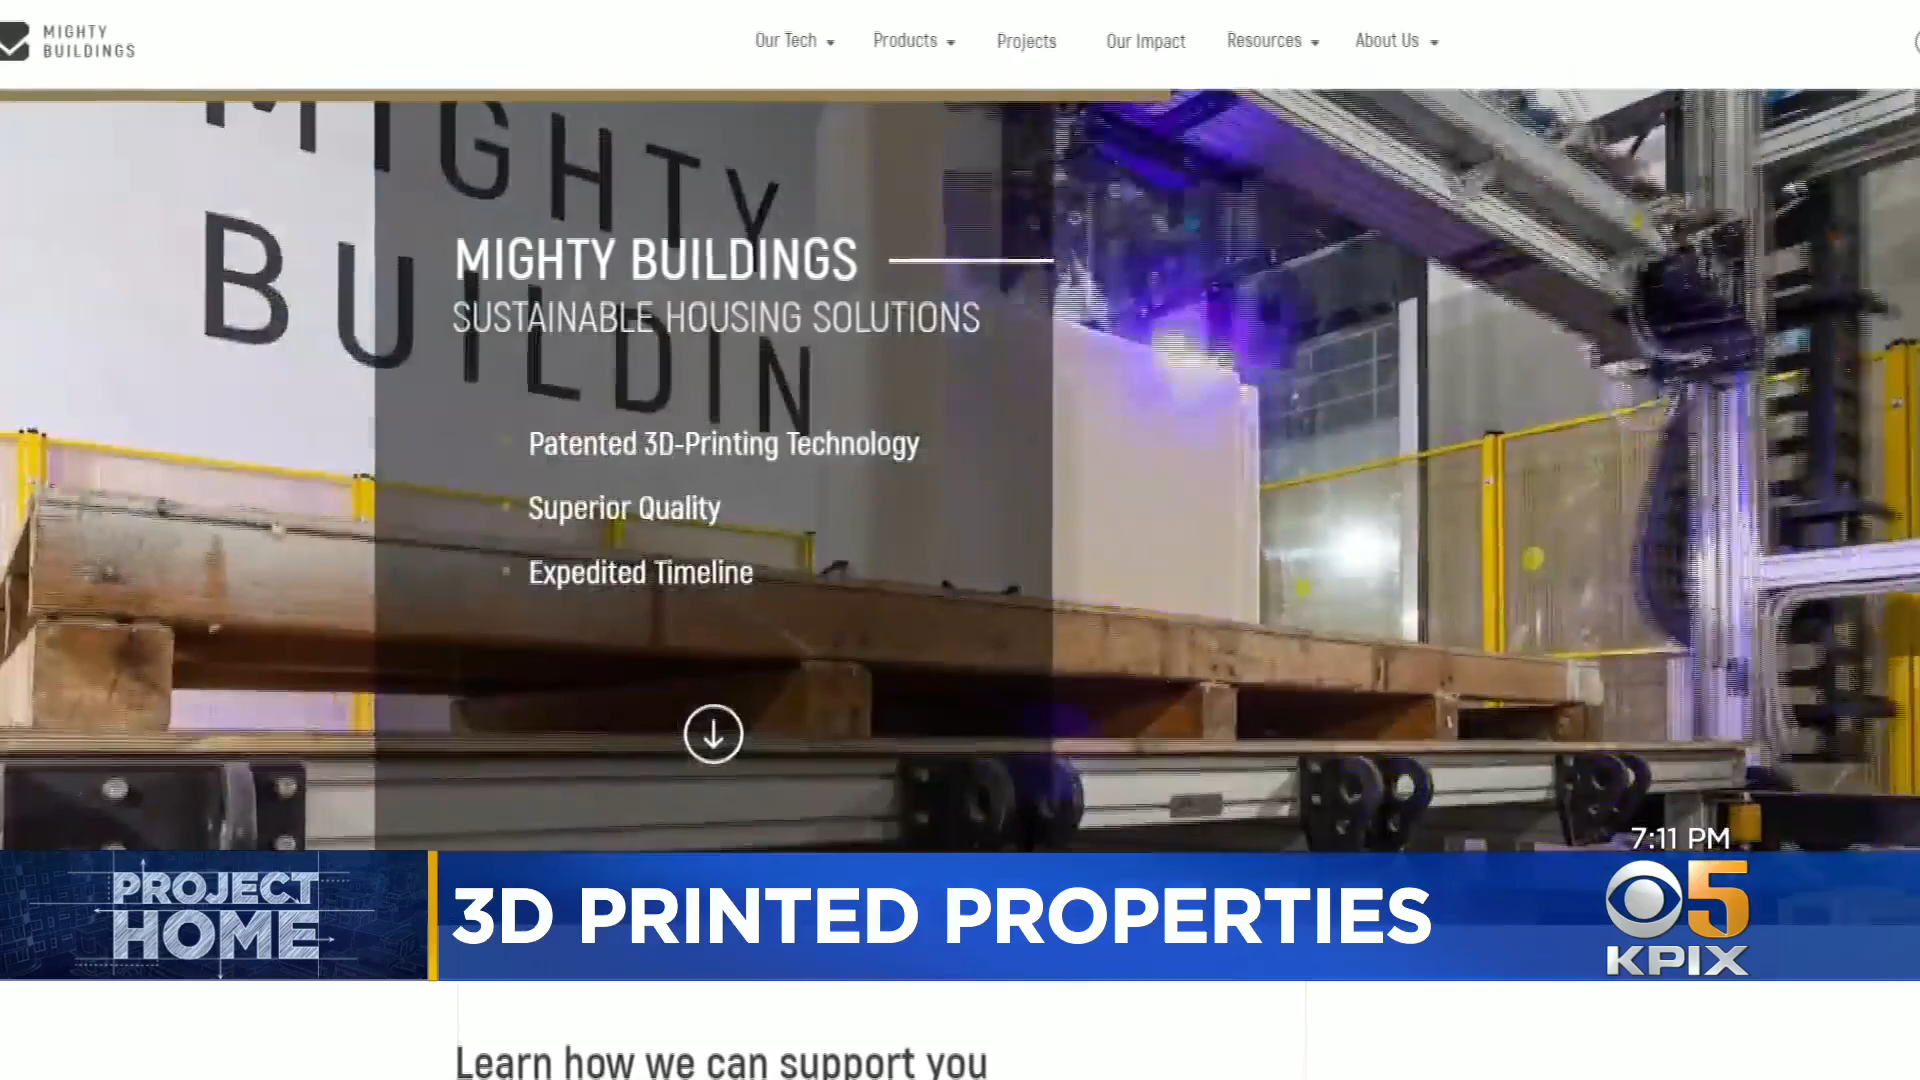 MIGHTY
BUILDINGS
Our Tech
Products
Projects
Our Impact
Resources
About Us
MIGHTY
BUILDIN
MIGHTY BUILDINGS
SUSTAINABLE HOUSING SOLUTIONS
Patented 3D-Printing Technology
Superior Quality
Expedited Timeline
7:11 PM
PROJECT
HOME
3D PRINTED PROPERTIES
5
KPIX
Learn how we can support you